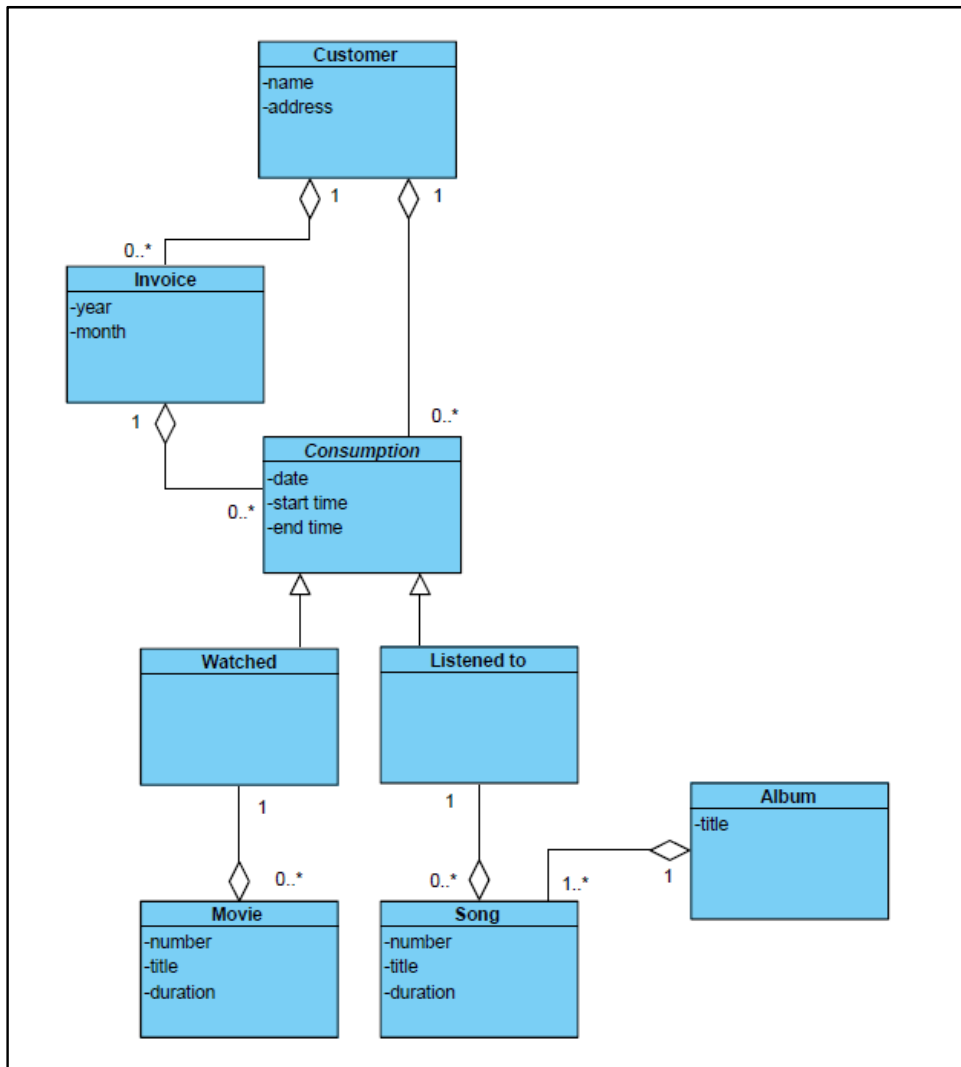 Customer
-name
-address
1
1
0..*
Invoice
-year
-month
1
0..*
0..*
Consumption
-date
-start time
-end time
Watched
Listened to
1
1
Album
-title
1
0..*
0..*
1..*
Movie
-number
-title
-duration
Song
-number
-title
-duration